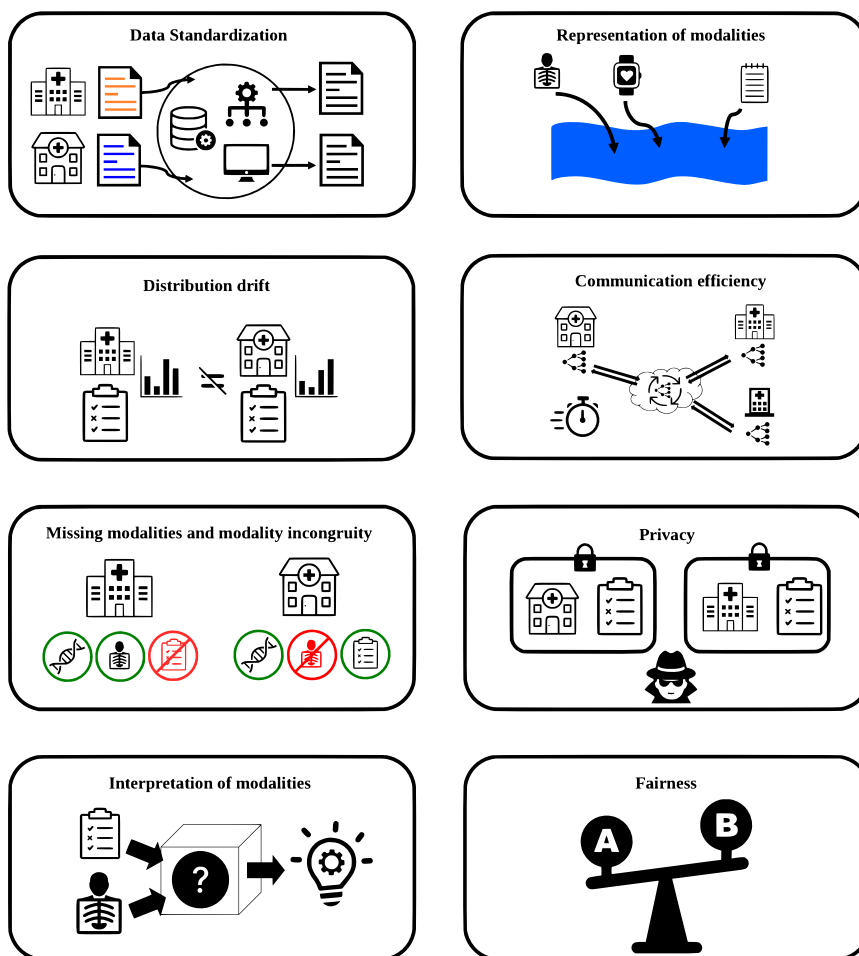 Data Standardization
Representation of modalities
Distribution drift
Communication efficiency
Missing modalities and modality incongruity
Privacy
Interpretation of modalities
?
Fairness
A
B